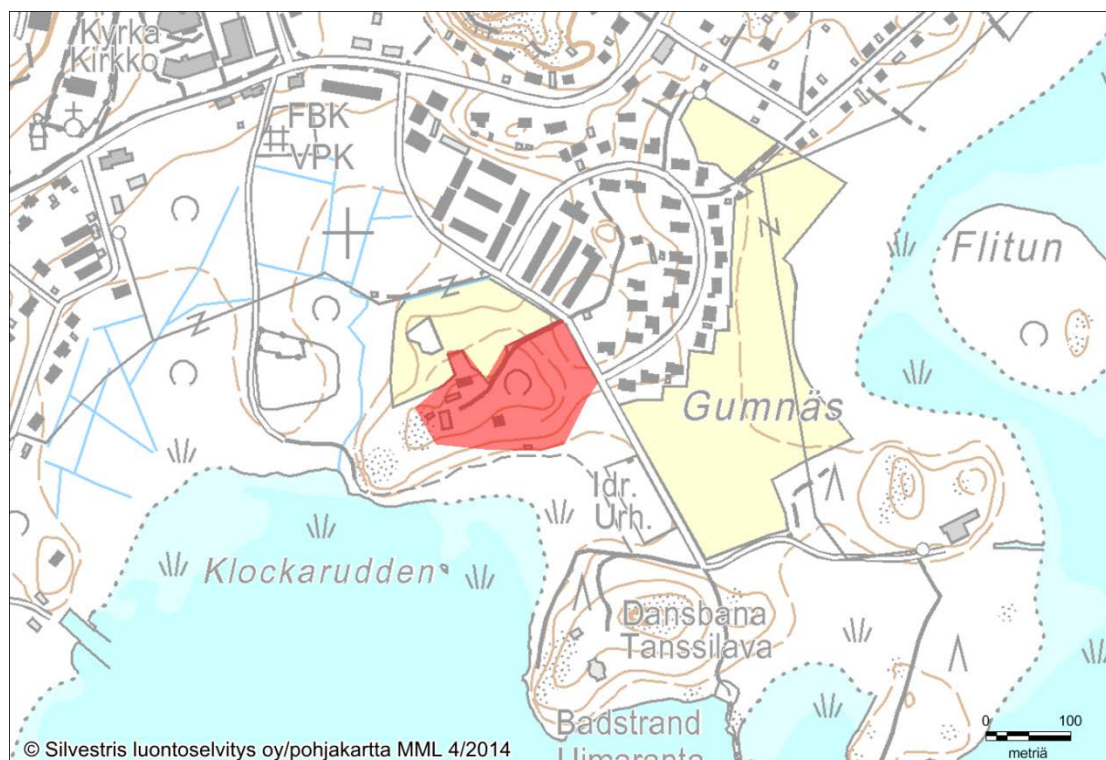 Kyrka
Kirkko
FBK
VPK
Flitun
Gumnäs
Idr.
Urh.
Klockarudden
Dansbana
Tanssilava
Badstrand
Uimaranta
0 100
metriä
© Silvestris luontoselvitys oy/pohjakartta MML 4/2014